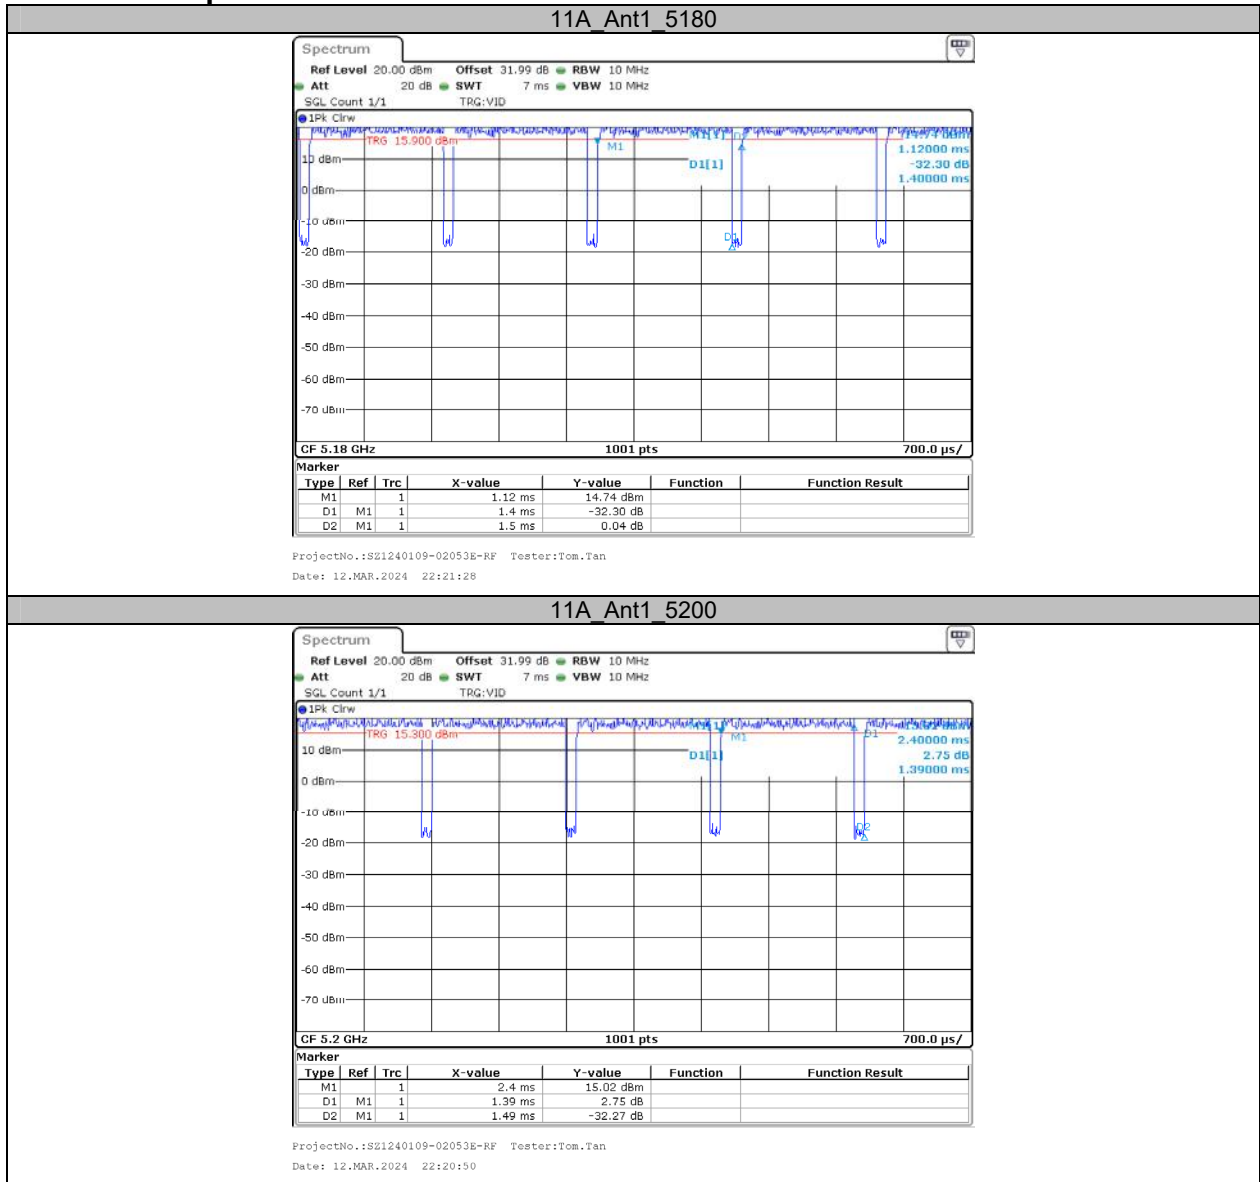 11A_Ant1_5180
Spectrum
Ref Level 20.00 dBm Offset 31.99 dB RBW 10 MHz
Att 20 dB SWT 7 ms VBW 10 MHz
SGL Count 1/1 TRG:VID
1Pk Clrw
TRG 15.900 dBm
M1
M1[1]
1.12000 ms
D1[1] -32.30 dB
1.40000 ms
10 dBm
0 dBm
-10 dBm
-20 dBm
-30 dBm
-40 dBm
-50 dBm
-60 dBm
-70 dBm
CF 5.18 GHz 1001 pts 700.0 µs/
Marker
Type Ref Trc X-value Y-value Function Function Result
M1 1 1.12 ms 14.74 dBm
D1 M1 1 1.4 ms -32.30 dB
D2 M1 1 1.5 ms 0.04 dB
ProjectNo.:SZ1240109-02053E-RF Tester:Tom.Tan
Date: 12.MAR.2024 22:21:28
11A_Ant1_5200
Spectrum
Ref Level 20.00 dBm Offset 31.99 dB RBW 10 MHz
Att 20 dB SWT 7 ms VBW 10 MHz
SGL Count 1/1 TRG:VID
1Pk Clrw
TRG 15.300 dBm
M1
D1
2.40000 ms
D1[1] 2.75 dB
1.39000 ms
10 dBm
0 dBm
-10 dBm
D2
-20 dBm
-30 dBm
-40 dBm
-50 dBm
-60 dBm
-70 dBm
CF 5.2 GHz 1001 pts 700.0 µs/
Marker
Type Ref Trc X-value Y-value Function Function Result
M1 1 2.4 ms 15.02 dBm
D1 M1 1 1.39 ms 2.75 dB
D2 M1 1 1.49 ms -32.27 dB
ProjectNo.:SZ1240109-02053E-RF Tester:Tom.Tan
Date: 12.MAR.2024 22:20:50